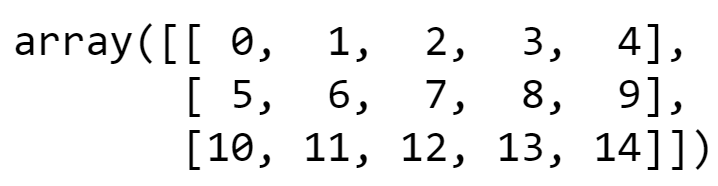 array([[ 0,  1,  2,  3,  4],
       [ 5,  6,  7,  8,  9],
       [10, 11, 12, 13, 14]])